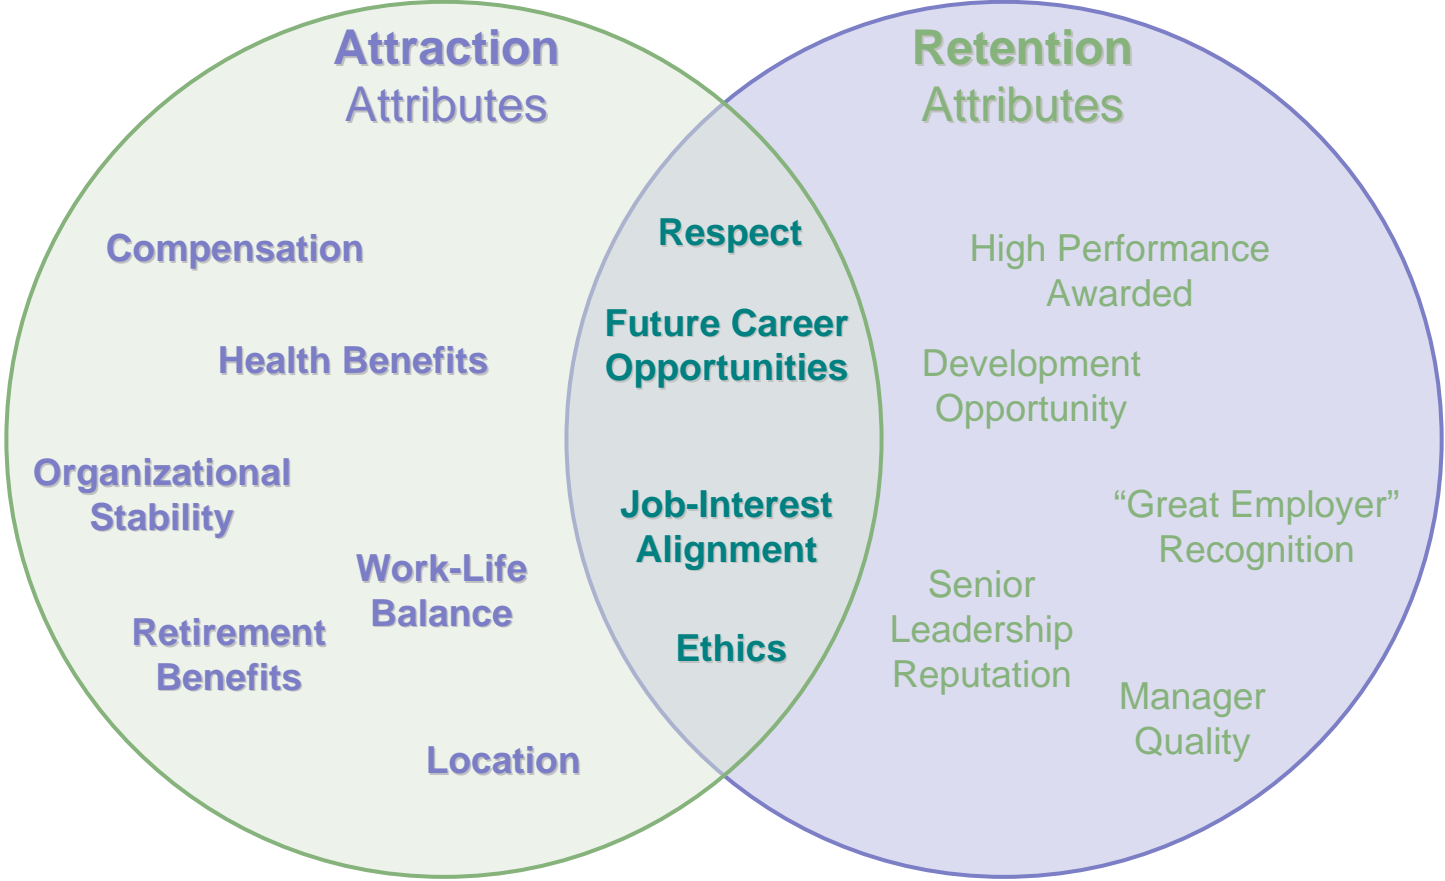 Attraction
Attributes
Retention
Attributes
Compensation
Health Benefits
Organizational
Stability
Work-Life
Balance
Retirement
Benefits
Location
Respect
Future Career
Opportunities
Job-Interest
Alignment
Ethics
High Performance
Awarded
Development
Opportunity
“Great Employer”
Recognition
Senior
Leadership
Reputation
Manager
Quality